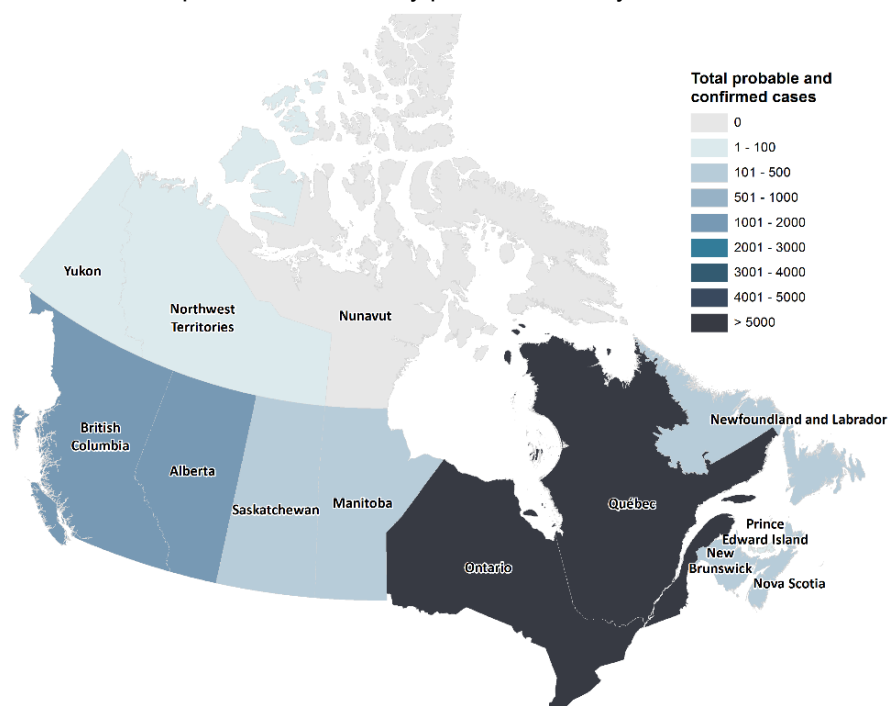 Total probable and
confirmed cases
0
1 - 100
101 - 500
501 - 1000
1001 - 2000
2001 - 3000
3001 - 4000
4001 - 5000
> 5000
Yukon
Northwest
Territories
Nunavut
British
Columbia
Alberta
Saskatchewan
Manitoba
Ontario
Québec
Newfoundland and Labrador
Prince
Edward Island
New
Brunswick
Nova Scotia